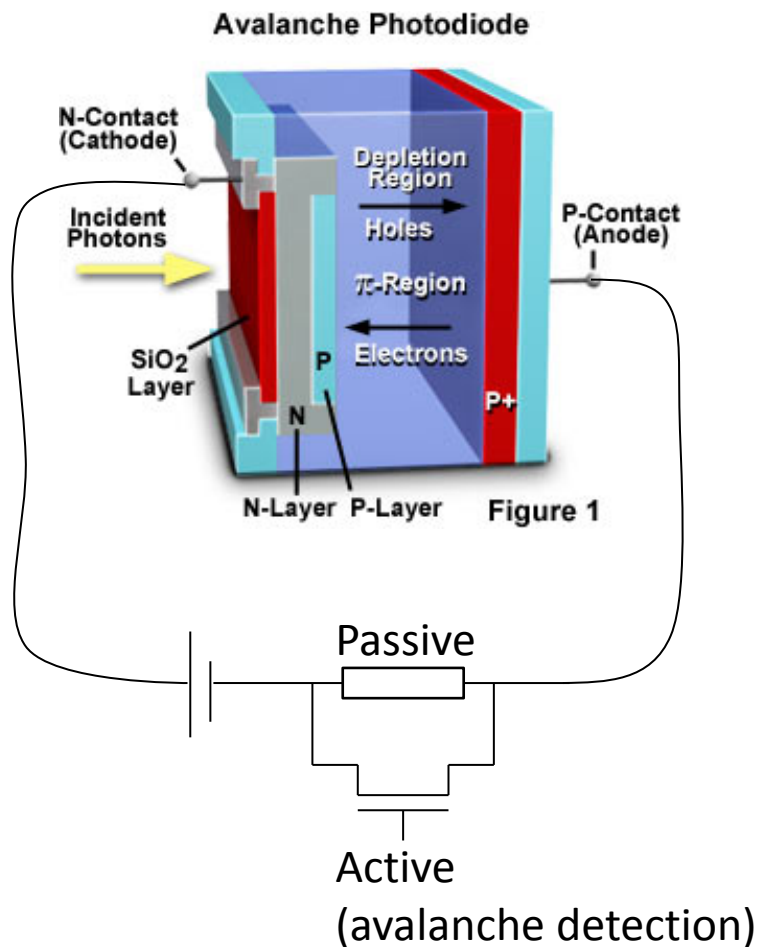 Avalanche Photodiode
N-Contact
(Cathode)
Depletion
Region
Holes
P-Contact
(Anode)
Incident
Photons
π-Region
Electrons
SiO2
Layer
P
N
P+
N-Layer
P-Layer
Figure 1
Passive
Active
(avalanche detection)